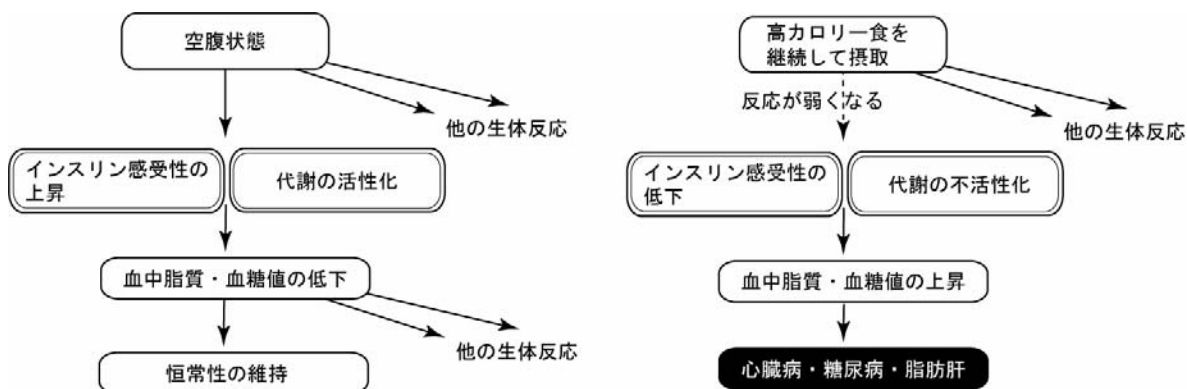 空腹状態
他の生体反応
インスリン感受性の
上昇
代謝の活性化
血中脂質・血糖値の低下
他の生体反応
恒常性の維持
高カロリー食を
継続して摂取
反応が弱くなる
他の生体反応
インスリン感受性の
低下
代謝の不活性化
血中脂質・血糖値の上昇
心臓病・糖尿病・脂肪肝